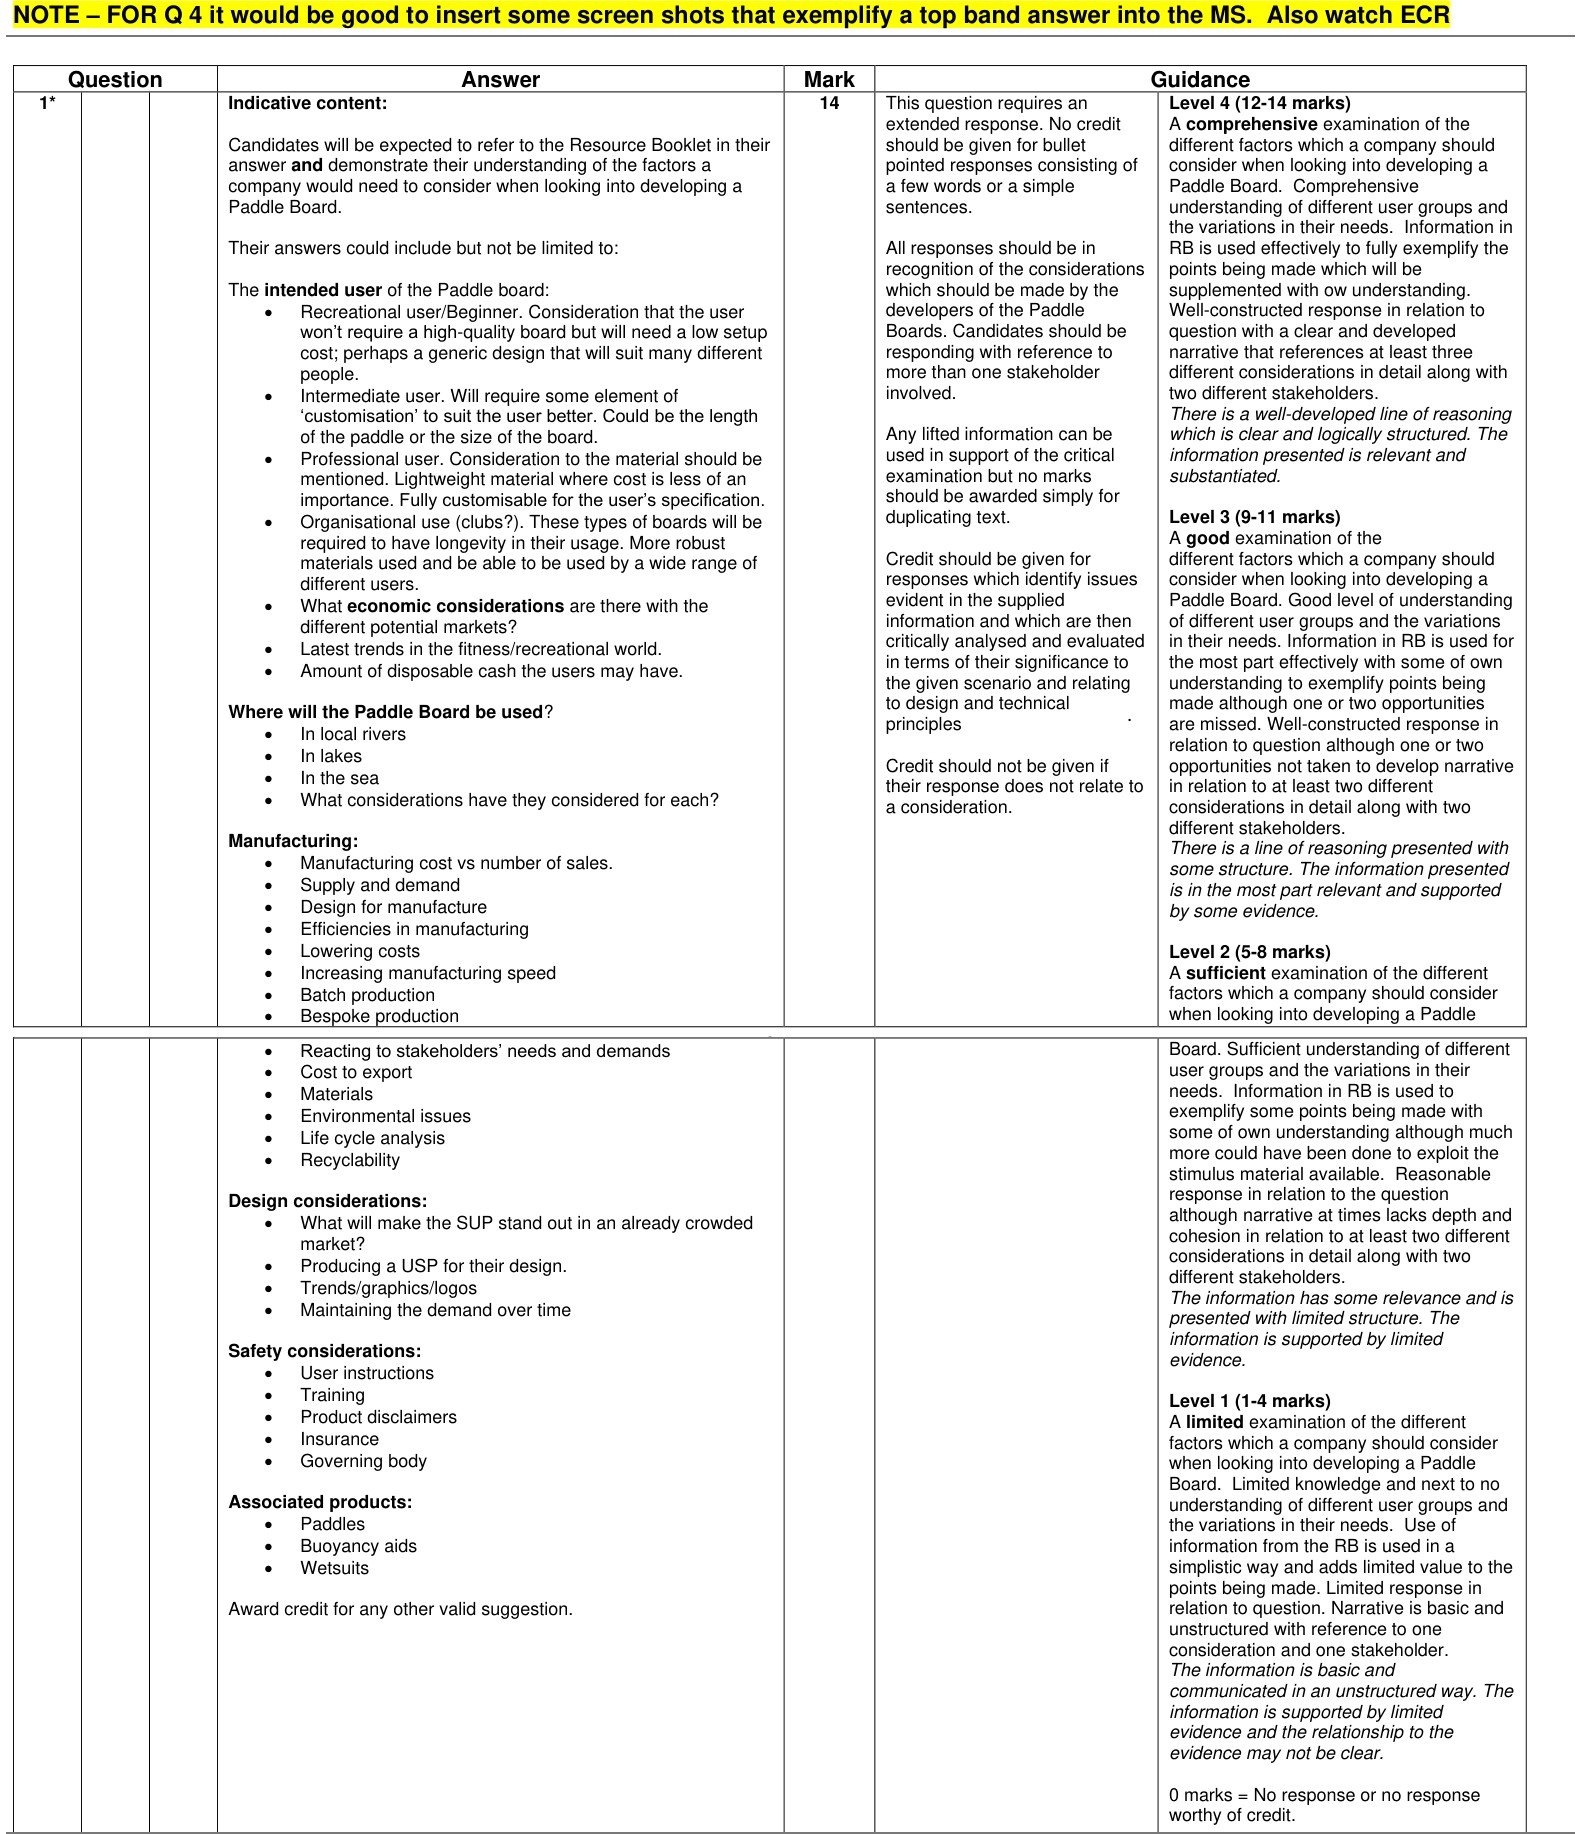 NOTE – FOR Q 4 it would be good to insert some screen shots that exemplify a top band answer into the MS.  Also watch ECR
Question
Answer
Mark
Guidance
1*
Indicative content:
Candidates will be expected to refer to the Resource Booklet in their
answer and demonstrate their understanding of the factors a
company would need to consider when looking into developing a
Paddle Board.
Their answers could include but not be limited to:
The intended user of the Paddle board:
• Recreational user/Beginner. Consideration that the user
won't require a high-quality board but will need a low setup
cost; perhaps a generic design that will suit many different
people.
• Intermediate user. Will require some element of
'customisation' to suit the user better. Could be the length
of the paddle or the size of the board.
• Professional user. Consideration to the material should be
mentioned. Lightweight material where cost is less of an
importance. Fully customisable for the user's specification.
• Organisational use (clubs?). These types of boards will be
required to have longevity in their usage. More robust
materials used and be able to be used by a wide range of
different users.
• What economic considerations are there with the
different potential markets?
• Latest trends in the fitness/recreational world.
• Amount of disposable cash the users may have.
Where will the Paddle Board be used?
• In local rivers
• In lakes
• In the sea
• What considerations have they considered for each?
Manufacturing:
• Manufacturing cost vs number of sales.
• Supply and demand
• Design for manufacture
• Efficiencies in manufacturing
• Lowering costs
• Increasing manufacturing speed
• Batch production
• Bespoke production
14
This question requires an
extended response. No credit
should be given for bullet
pointed responses consisting of
a few words or a simple
sentences.
All responses should be in
recognition of the considerations
which should be made by the
developers of the Paddle
Boards. Candidates should be
responding with reference to
more than one stakeholder
involved.
Any lifted information can be
used in support of the critical
examination but no marks
should be awarded simply for
duplicating text.
Credit should be given for
responses which identify issues
evident in the supplied
information and which are then
critically analysed and evaluated
in terms of their significance to
the given scenario and relating
to design and technical
principles .
Credit should not be given if
their response does not relate to
a consideration.
Level 4 (12-14 marks)
A comprehensive examination of the
different factors which a company should
consider when looking into developing a
Paddle Board.  Comprehensive
understanding of different user groups and
the variations in their needs.  Information in
RB is used effectively to fully exemplify the
points being made which will be
supplemented with ow understanding.
Well-constructed response in relation to
question with a clear and developed
narrative that references at least three
different considerations in detail along with
two different stakeholders.
There is a well-developed line of reasoning
which is clear and logically structured. The
information presented is relevant and
substantiated.
Level 3 (9-11 marks)
A good examination of the
different factors which a company should
consider when looking into developing a
Paddle Board. Good level of understanding
of different user groups and the variations
in their needs. Information in RB is used for
the most part effectively with some of own
understanding to exemplify points being
made although one or two opportunities
are missed. Well-constructed response in
relation to question although one or two
opportunities not taken to develop narrative
in relation to at least two different
considerations in detail along with two
different stakeholders.
There is a line of reasoning presented with
some structure. The information presented
is in the most part relevant and supported
by some evidence.
Level 2 (5-8 marks)
A sufficient examination of the different
factors which a company should consider
when looking into developing a Paddle
• Reacting to stakeholders' needs and demands
• Cost to export
• Materials
• Environmental issues
• Life cycle analysis
• Recyclability
Design considerations:
• What will make the SUP stand out in an already crowded
market?
• Producing a USP for their design.
• Trends/graphics/logos
• Maintaining the demand over time
Safety considerations:
• User instructions
• Training
• Product disclaimers
• Insurance
• Governing body
Associated products:
• Paddles
• Buoyancy aids
• Wetsuits
Award credit for any other valid suggestion.
Board. Sufficient understanding of different
user groups and the variations in their
needs.  Information in RB is used to
exemplify some points being made with
some of own understanding although much
more could have been done to exploit the
stimulus material available.  Reasonable
response in relation to the question
although narrative at times lacks depth and
cohesion in relation to at least two different
considerations in detail along with two
different stakeholders.
The information has some relevance and is
presented with limited structure. The
information is supported by limited
evidence.
Level 1 (1-4 marks)
A limited examination of the different
factors which a company should consider
when looking into developing a Paddle
Board.  Limited knowledge and next to no
understanding of different user groups and
the variations in their needs.  Use of
information from the RB is used in a
simplistic way and adds limited value to the
points being made. Limited response in
relation to question. Narrative is basic and
unstructured with reference to one
consideration and one stakeholder.
The information is basic and
communicated in an unstructured way. The
information is supported by limited
evidence and the relationship to the
evidence may not be clear.
0 marks = No response or no response
worthy of credit.